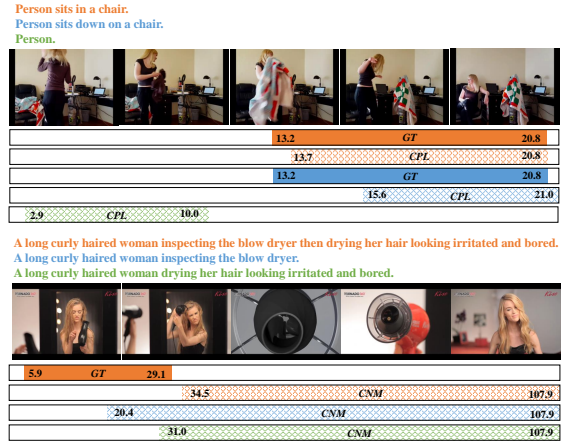 Person sits in a chair.
Person sits down on a chair.
Person.
13.2 GT 20.8
13.7 CPL 20.8
13.2 GT 20.8
15.6 CPL 21.0
2.9 CPL 10.0
A long curly haired woman inspecting the blow dryer then drying her hair looking irritated and bored.
A long curly haired woman inspecting the blow dryer.
A long curly haired woman drying her hair looking irritated and bored.
5.9 GT 29.1
34.5 CNM 107.9
20.4 CNM 107.9
31.0 CNM 107.9